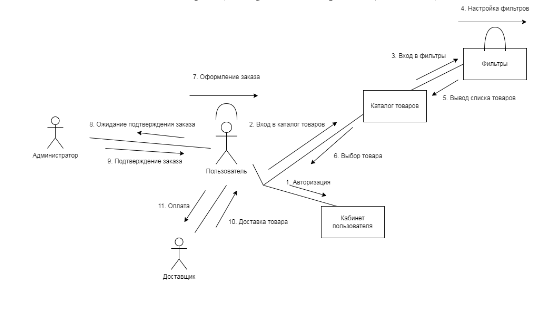 4. Настройка фильтров
3. Вход в фильтры
Фильтры
7. Оформление заказа
5. Вывод списка товаров
Каталог товаров
8. Ожидание подтверждения заказа
2. Вход в каталог товаров
Администратор
9. Подтверждение заказа
6. Выбор товара
Пользователь
1. Авторизация
11. Оплата
10. Доставка товара
Кабинет
пользователя
Доставщик